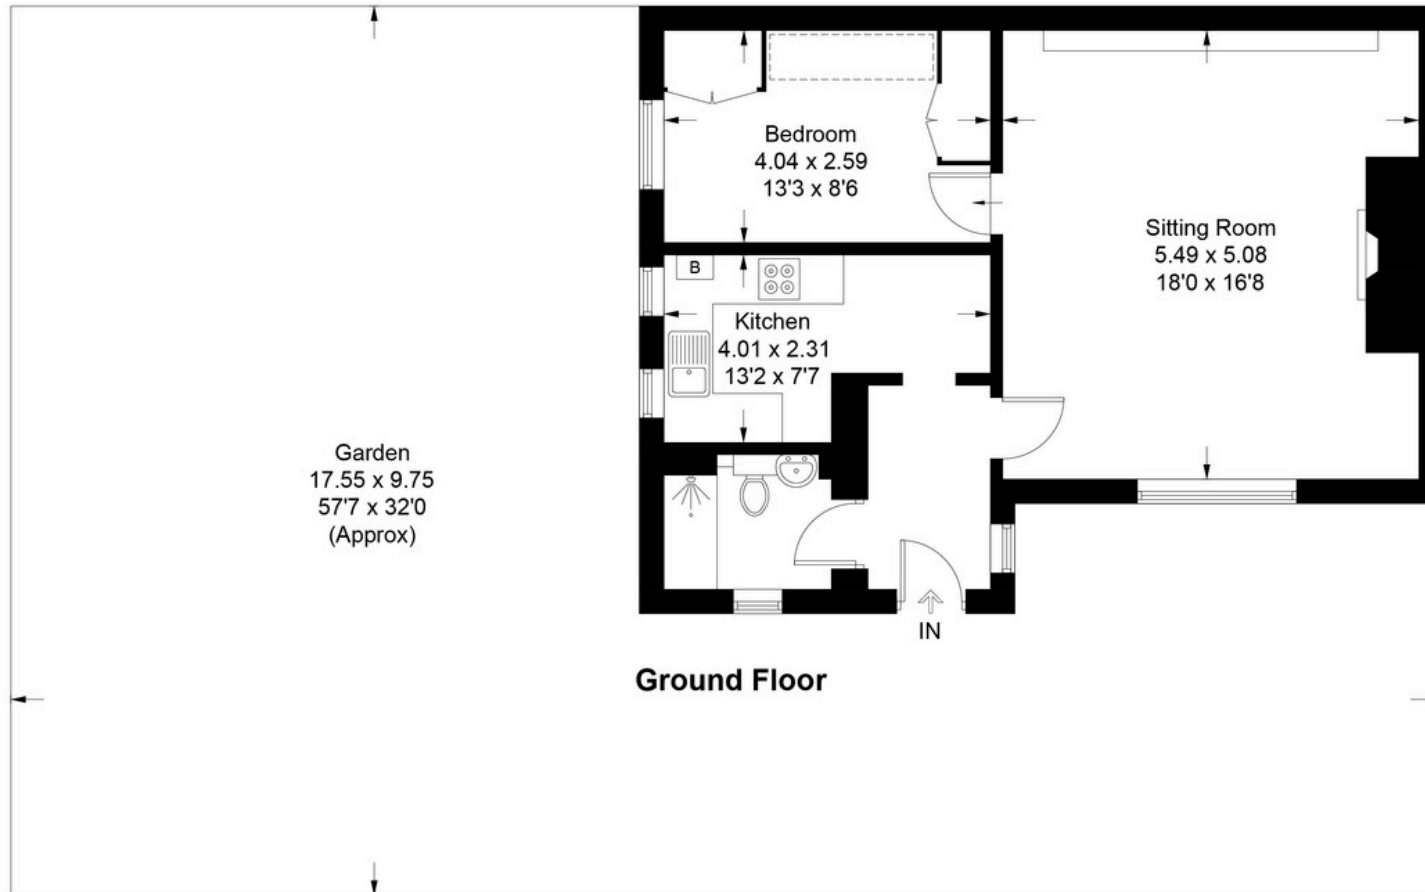 Bedroom
4.04 x 2.59
13'3 x 8'6
Sitting Room
5.49 x 5.08
18'0 x 16'8
B
Kitchen
4.01 x 2.31
13'2 x 7'7
Garden
17.55 x 9.75
57'7 x 32'0
(Approx)
IN
Ground Floor